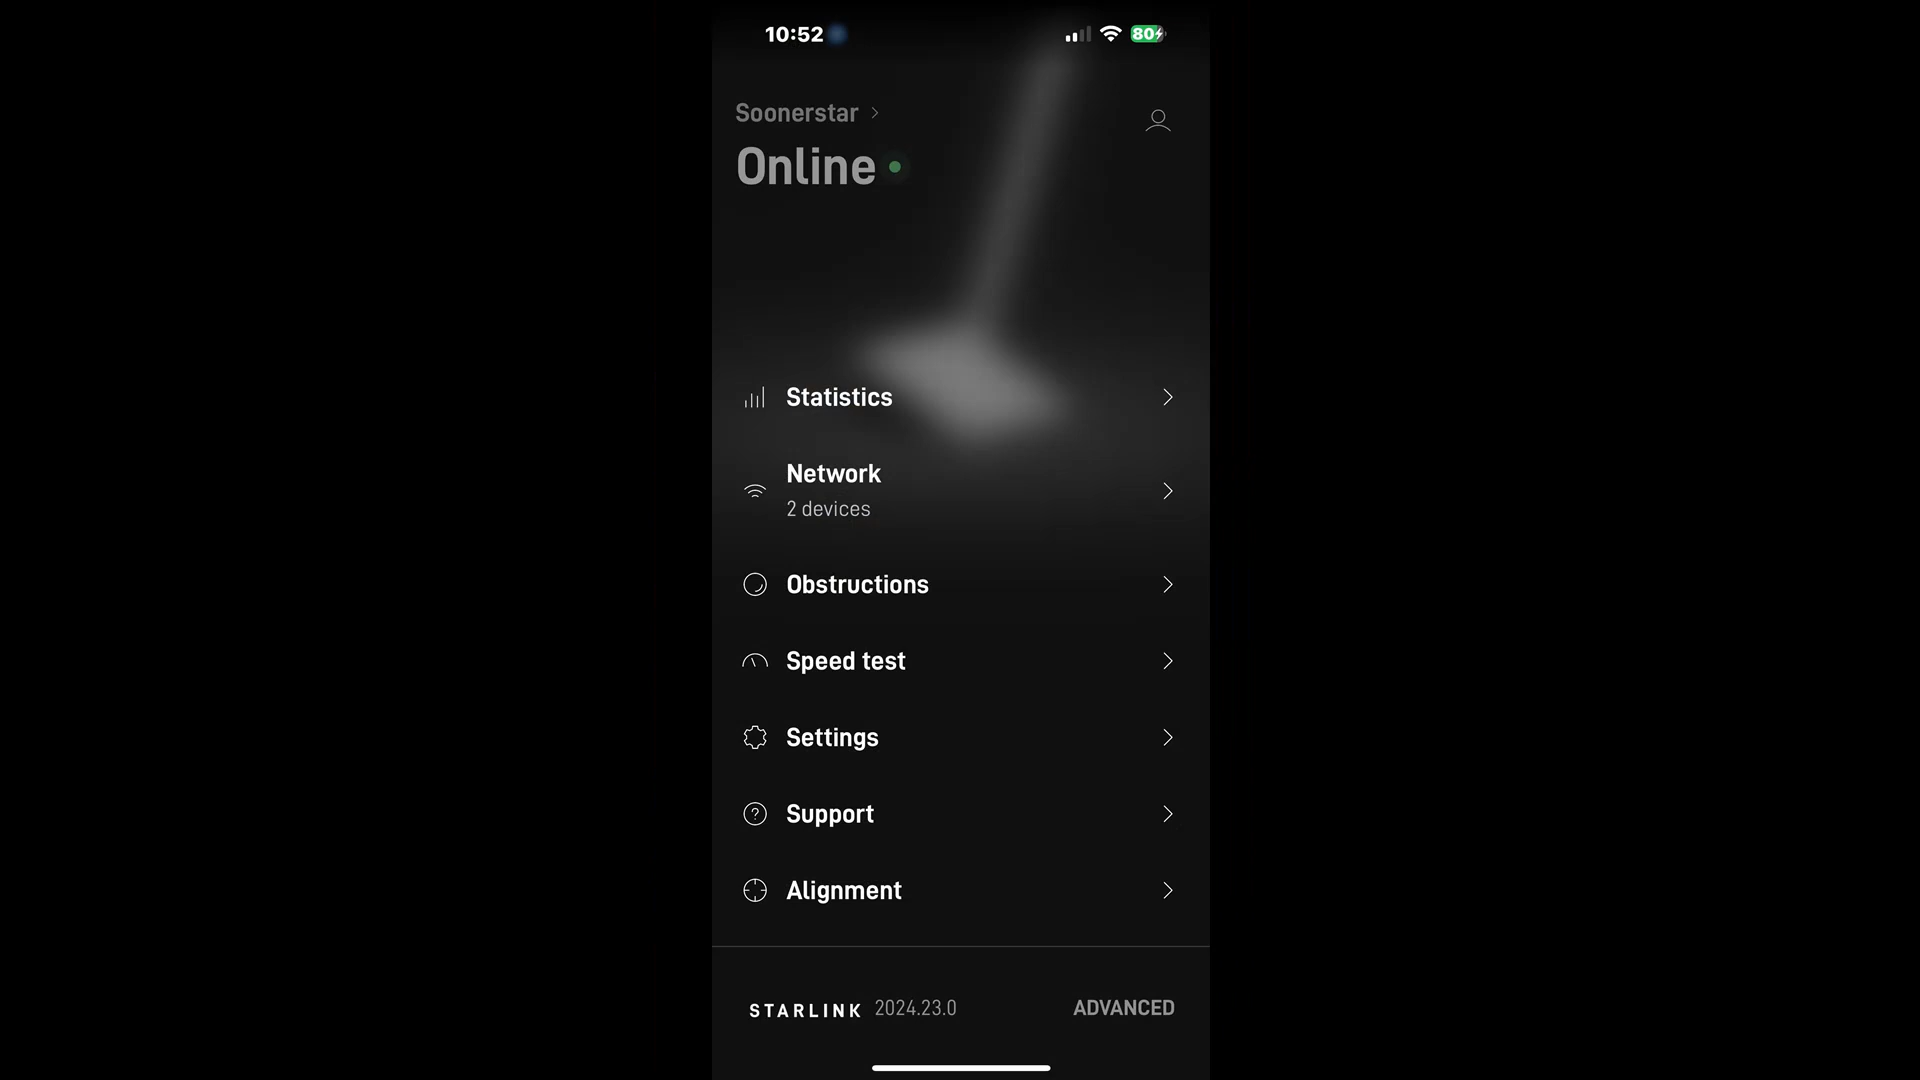 10:52
80
Soonerstar
Online
Statistics
Network
2 devices
Obstructions
Speed test
Settings
Support
Alignment
STARLINK 2024.23.0 ADVANCED